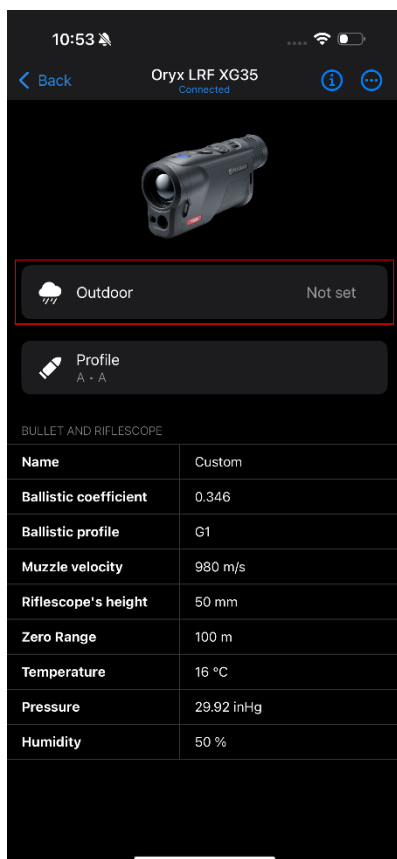 10:53
Back
Oryx LRF XG35
Connected
Outdoor
Not set
Profile
A • A
BULLET AND RIFLESCOPE
Name Custom
Ballistic coefficient 0.346
Ballistic profile G1
Muzzle velocity 980 m/s
Riflescope's height 50 mm
Zero Range 100 m
Temperature 16 °C
Pressure 29.92 inHg
Humidity 50 %